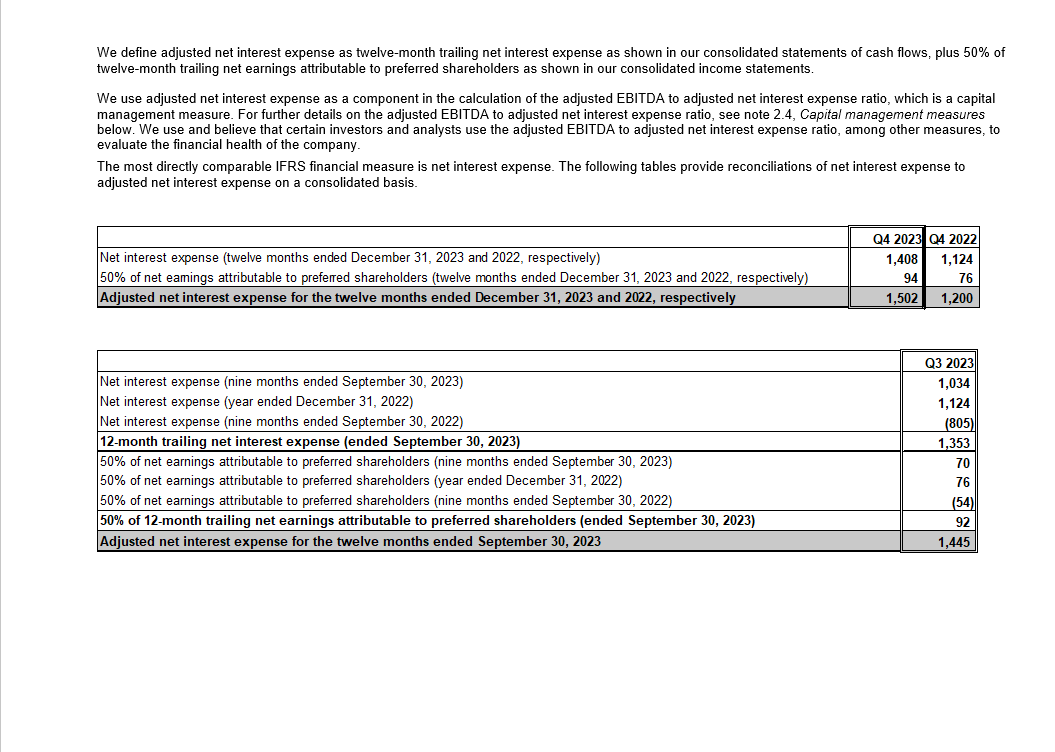 We define adjusted net interest expense as twelve-month trailing net interest expense as shown in our consolidated statements of cash flows, plus 50% of
twelve-month trailing net earnings attributable to preferred shareholders as shown in our consolidated income statements.
We use adjusted net interest expense as a component in the calculation of the adjusted EBITDA to adjusted net interest expense ratio, which is a capital
management measure. For further details on the adjusted EBITDA to adjusted net interest expense ratio, see note 2.4, Capital management measures
below. We use and believe that certain investors and analysts use the adjusted EBITDA to adjusted net interest expense ratio, among other measures, to
evaluate the financial health of the company.
The most directly comparable IFRS financial measure is net interest expense. The following tables provide reconciliations of net interest expense to
adjusted net interest expense on a consolidated basis.
Q4 2023 Q4 2022
Net interest expense (twelve months ended December 31, 2023 and 2022, respectively) 1,408 1,124
50% of net earnings attributable to preferred shareholders (twelve months ended December 31, 2023 and 2022, respectively) 94 76
Adjusted net interest expense for the twelve months ended December 31, 2023 and 2022, respectively 1,502 1,200
Q3 2023
Net interest expense (nine months ended September 30, 2023) 1,034
Net interest expense (year ended December 31, 2022) 1,124
Net interest expense (nine months ended September 30, 2022) (805)
12-month trailing net interest expense (ended September 30, 2023) 1,353
50% of net earnings attributable to preferred shareholders (nine months ended September 30, 2023) 70
50% of net earnings attributable to preferred shareholders (year ended December 31, 2022) 76
50% of net earnings attributable to preferred shareholders (nine months ended September 30, 2022) (54)
50% of 12-month trailing net earnings attributable to preferred shareholders (ended September 30, 2023) 92
Adjusted net interest expense for the twelve months ended September 30, 2023 1,445